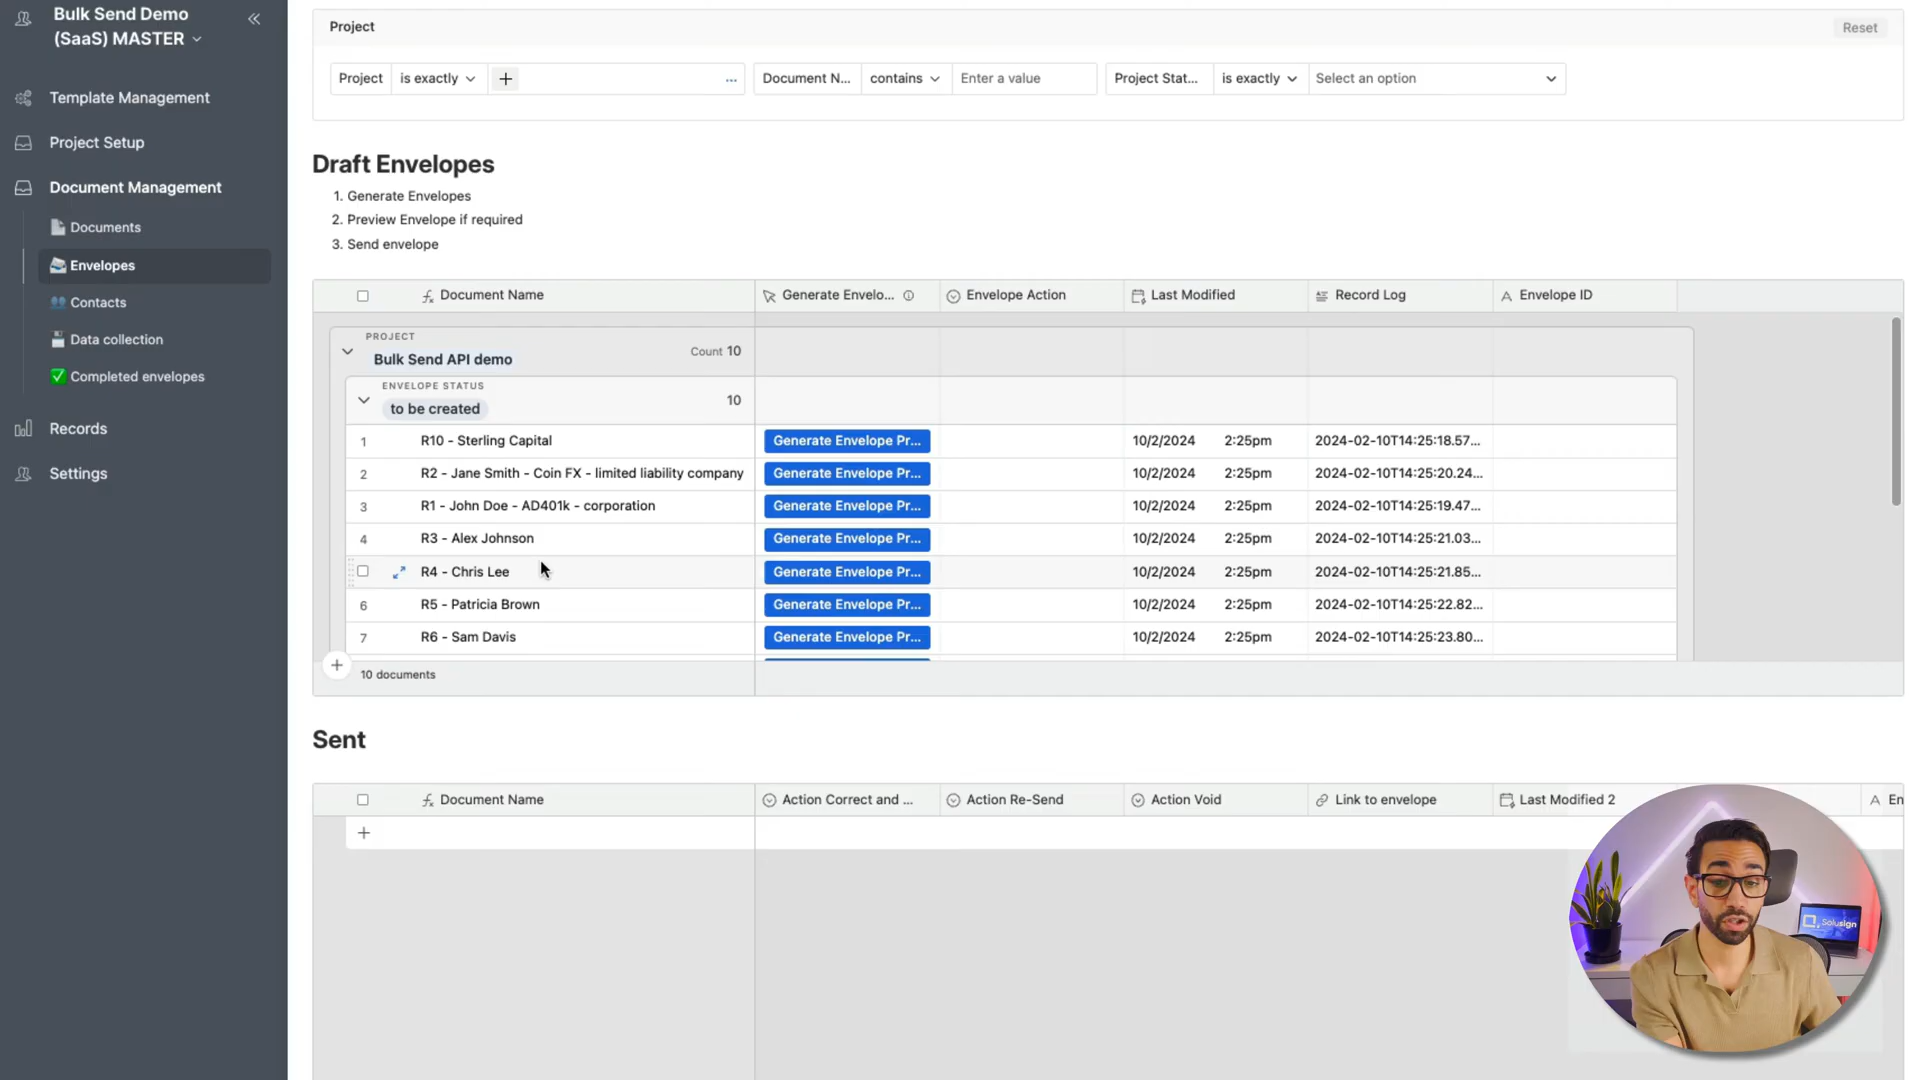 Bulk Send Demo
(SaaS) MASTER
Template Management
Project Setup
Document Management
Documents
Envelopes
Contacts
Data collection
Completed envelopes
Records
Settings
Project
Reset
Project is exactly
Document N... contains Enter a value
Project Stat... is exactly Select an option
Draft Envelopes
1. Generate Envelopes
2. Preview Envelope if required
3. Send envelope
Document Name Generate Envelo... Envelope Action Last Modified Record Log Envelope ID
PROJECT
Bulk Send API demo Count 10
ENVELOPE STATUS
to be created 10
1 R10 - Sterling Capital Generate Envelope Pr... 10/2/2024 2:25pm 2024-02-10T14:25:18.57...
2 R2 - Jane Smith - Coin FX - limited liability company Generate Envelope Pr... 10/2/2024 2:25pm 2024-02-10T14:25:20.24...
3 R1 - John Doe - AD401k - corporation Generate Envelope Pr... 10/2/2024 2:25pm 2024-02-10T14:25:19.47...
4 R3 - Alex Johnson Generate Envelope Pr... 10/2/2024 2:25pm 2024-02-10T14:25:21.03...
R4 - Chris Lee Generate Envelope Pr... 10/2/2024 2:25pm 2024-02-10T14:25:21.85...
6 R5 - Patricia Brown Generate Envelope Pr... 10/2/2024 2:25pm 2024-02-10T14:25:22.82...
7 R6 - Sam Davis Generate Envelope Pr... 10/2/2024 2:25pm 2024-02-10T14:25:23.80...
10 documents
Sent
Document Name Action Correct and ... Action Re-Send Action Void Link to envelope Last Modified 2 En
Solusign